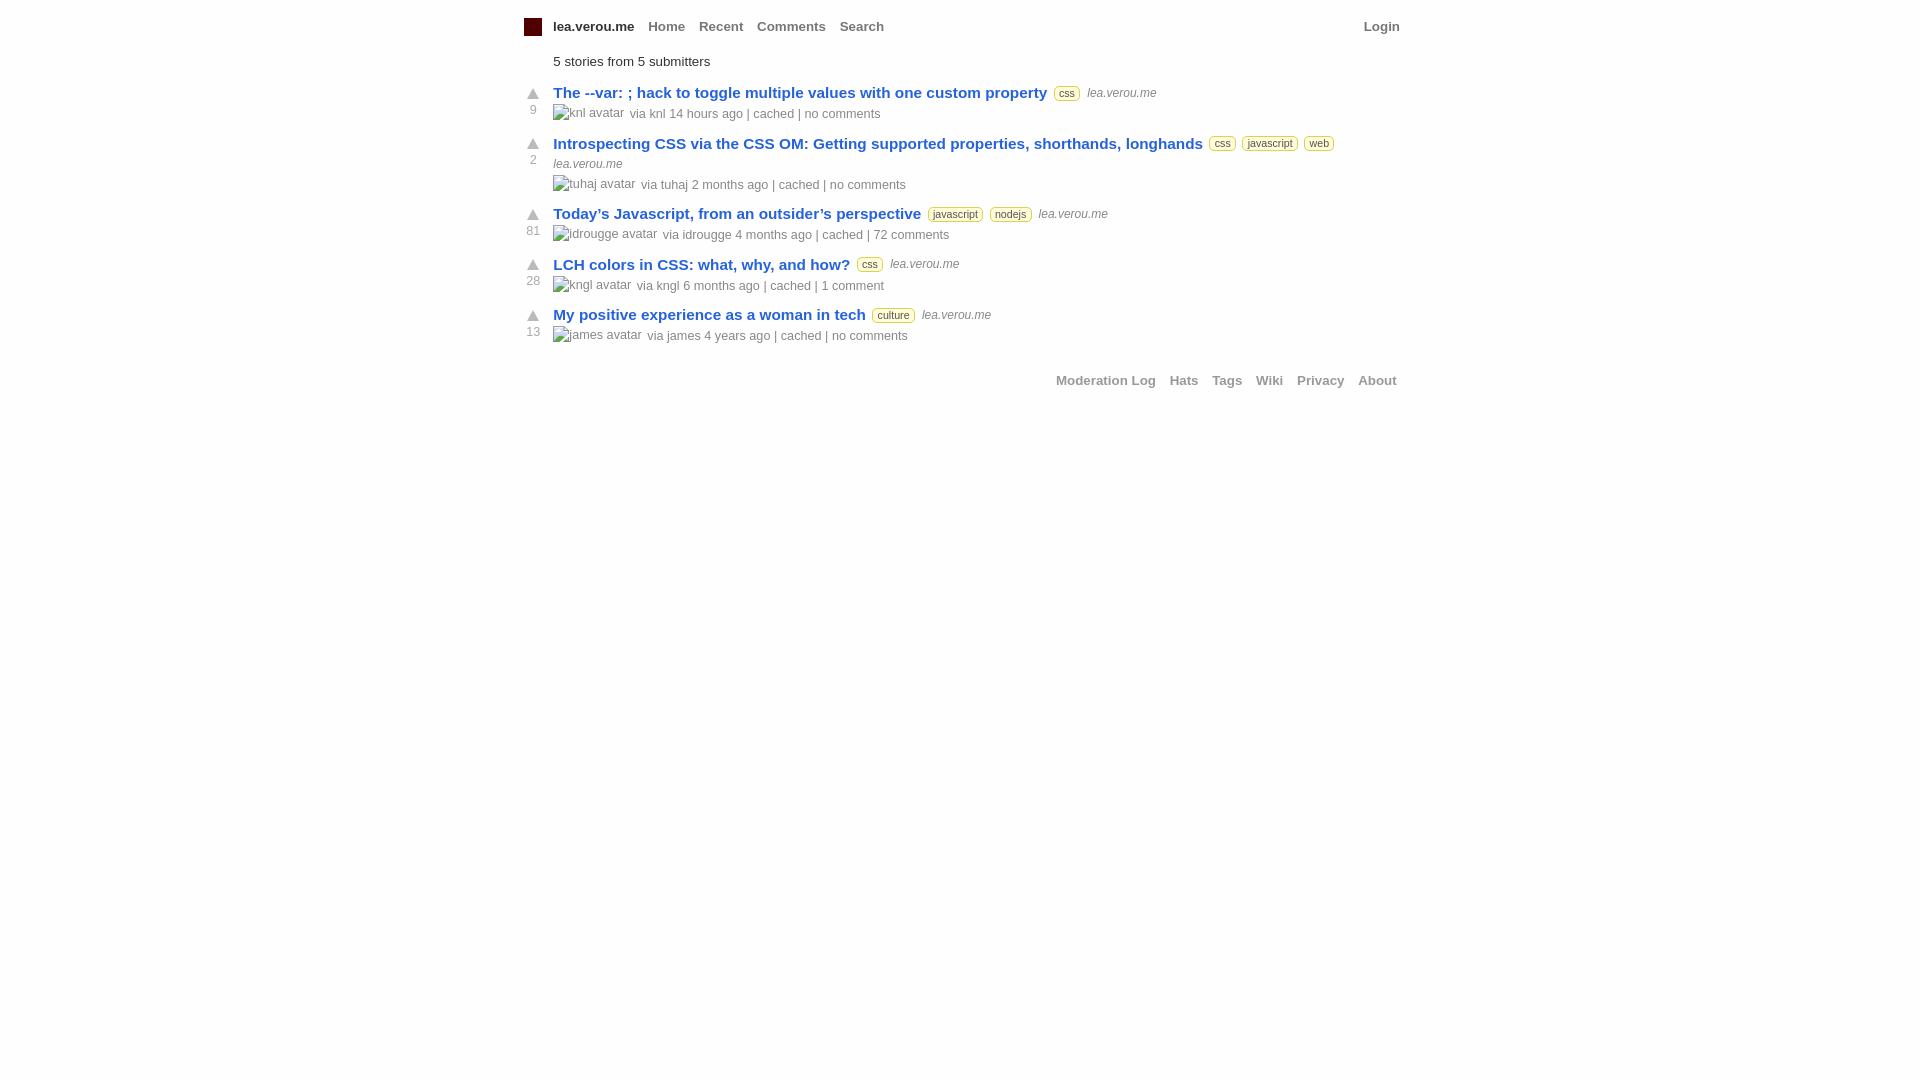 lea.verou.me Home Recent Comments Search Login
5 stories from 5 submitters
The --var: ; hack to toggle multiple values with one custom property css lea.verou.me
9
knl avatar via knl 14 hours ago | cached | no comments
Introspecting CSS via the CSS OM: Getting supported properties, shorthands, longhands css javascript web
2
lea.verou.me
tuhaj avatar via tuhaj 2 months ago | cached | no comments
Today’s Javascript, from an outsider’s perspective javascript nodejs lea.verou.me
81
idrougge avatar via idrougge 4 months ago | cached | 72 comments
LCH colors in CSS: what, why, and how? css lea.verou.me
28
kngl avatar via kngl 6 months ago | cached | 1 comment
My positive experience as a woman in tech culture lea.verou.me
13
james avatar via james 4 years ago | cached | no comments
Moderation Log Hats Tags Wiki Privacy About